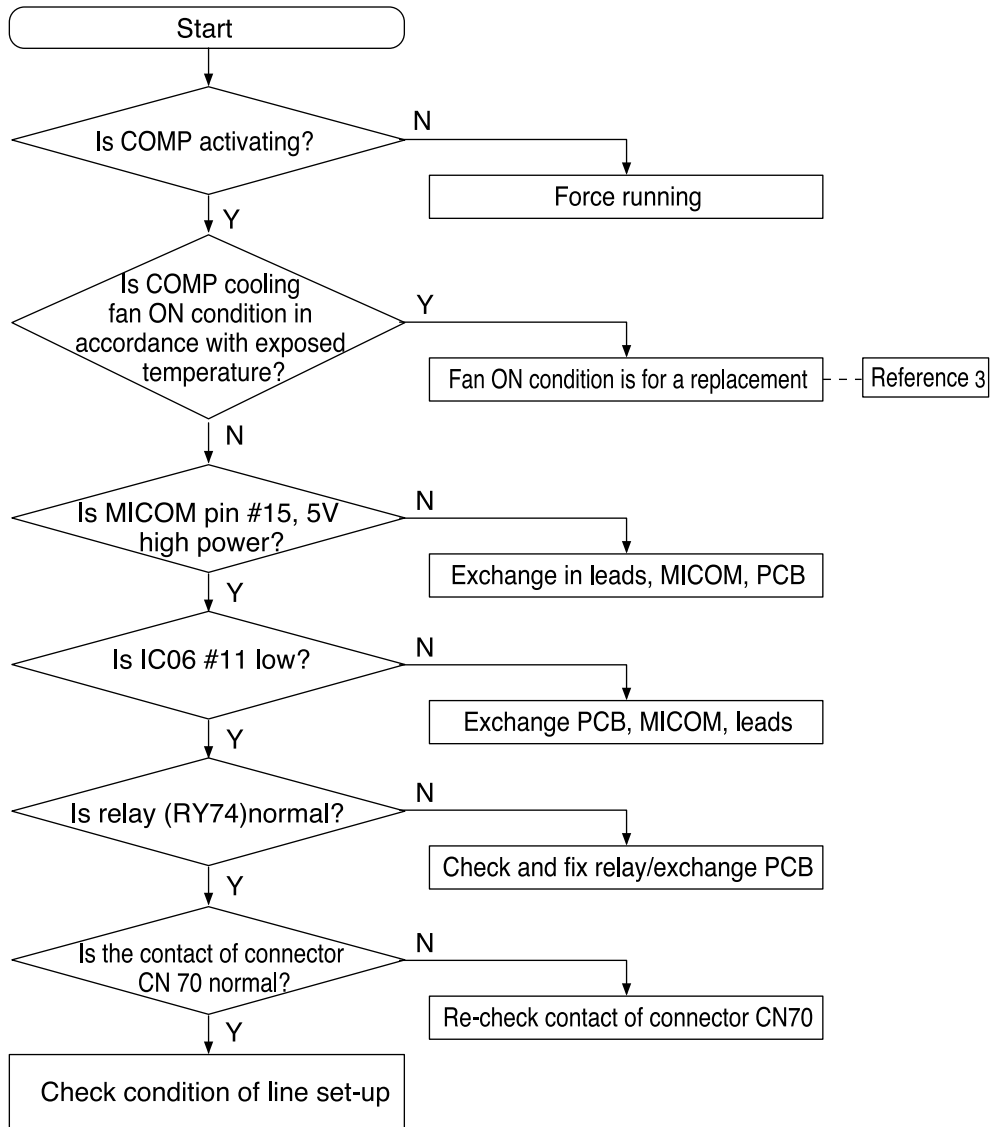 Start
Is COMP activating?
N
Force running
Y
Is COMP cooling
fan ON condition in
accordance with exposed
temperature?
Y
Fan ON condition is for a replacement
Reference 3
N
Is MICOM pin #15, 5V
high power?
N
Exchange in leads, MICOM, PCB
Y
Is IC06 #11 low?
N
Exchange PCB, MICOM, leads
Y
Is relay (RY74)normal?
N
Check and fix relay/exchange PCB
Y
Is the contact of connector
CN 70 normal?
N
Re-check contact of connector CN70
Y
Check condition of line set-up